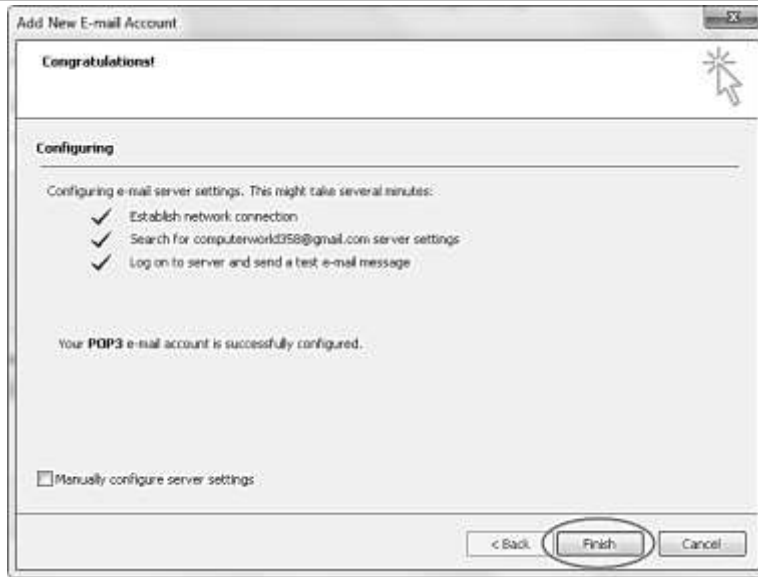 Add New E-mail Account
Congratulations!
Configuring
Configuring e-mail server settings. This might take several minutes:
Establish network connection
Search for computerworld358@gmail.com server settings
Log on to server and send a test e-mail message
Your POP3 e-mail account is successfully configured.
Manually configure server settings
< Back Finish Cancel